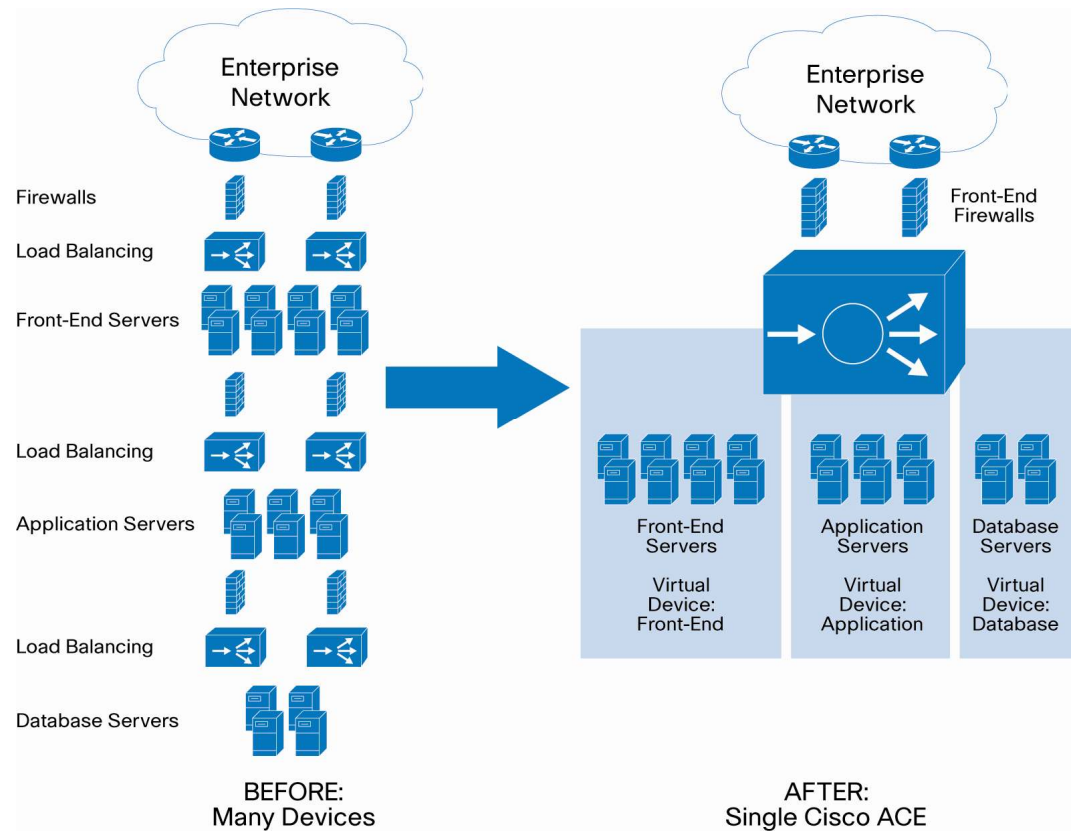 Enterprise
Network
Firewalls
Load Balancing
Front-End Servers
Load Balancing
Application Servers
Load Balancing
Database Servers
BEFORE:
Many Devices
Enterprise
Network
Front-End
Firewalls
Front-End
Servers
Virtual
Device:
Front-End
Application
Servers
Virtual
Device:
Application
Database
Servers
Virtual
Device:
Database
AFTER:
Single Cisco ACE